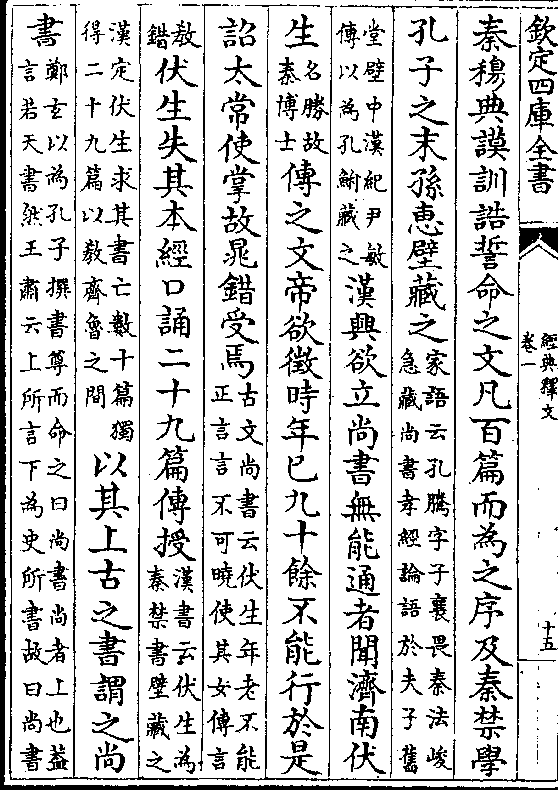 欽定四庫全書
經典釋文
卷一
十五
秦穆典謨訓誥誓命之文凡百篇而為之序及秦禁學
孔子之末孫惠壁藏之家語云孔騰字子襄畏秦法峻急藏尚書孝經論語於夫子舊
堂壁中漢紀尹敏傳以為孔鮒藏之漢興欲立尚書無能通者聞濟南伏
生名勝故秦博士傳之文帝欲徵時年已九十餘不能行於是
詔太常使掌故晁錯受焉古文尚書云伏生年老不能正言言不可曉使其女傳言
教錯伏生失其本經口誦二十九篇傳授漢書云伏生為秦禁書壁藏之
漢定伏生求其書亡數十篇獨得二十九篇以教齊魯之間以其上古之書謂之尚
書鄭玄以為孔子撰書尊而命之曰尚書尚者上也葢言若天書然王肅云上所言下為史所書故曰尚書